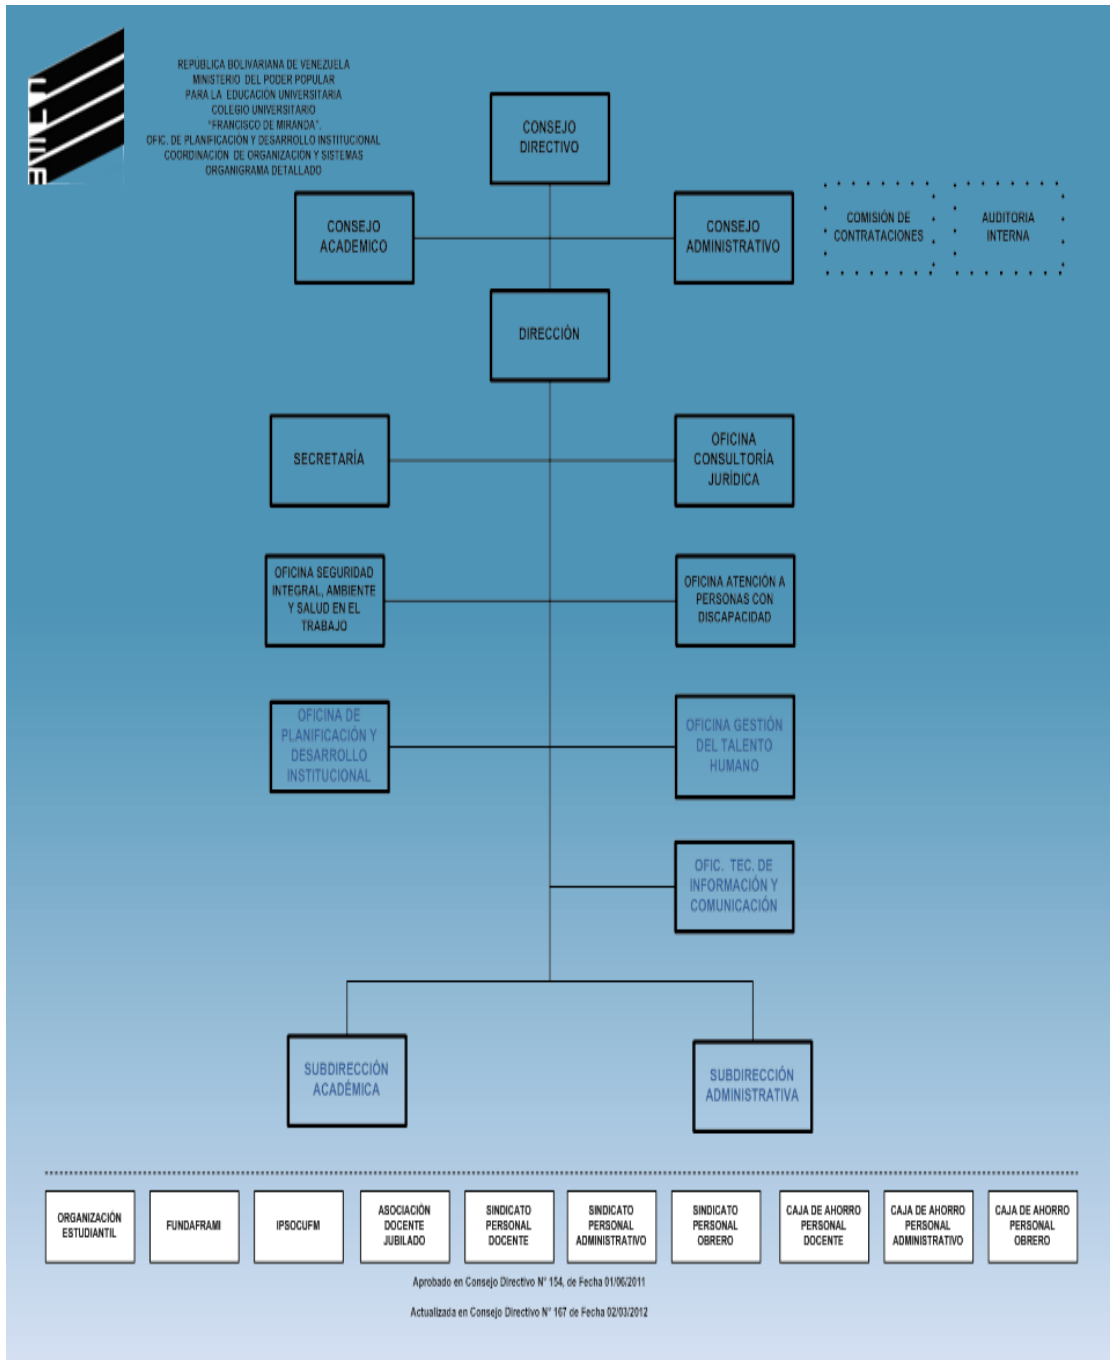 REPÚBLICA BOLIVARIANA DE VENEZUELA
MINISTERIO DEL PODER POPULAR
PARA LA EDUCACIÓN UNIVERSITARIA
COLEGIO UNIVERSITARIO
"FRANCISCO DE MIRANDA".
OFIC. DE PLANIFICACIÓN Y DESARROLLO INSTITUCIONAL
COORDINACIÓN DE ORGANIZACIÓN Y SISTEMAS
ORGANIGRAMA DETALLADO
CONSEJO
DIRECTIVO
CONSEJO
ACADEMICO
CONSEJO
ADMINISTRATIVO
COMISIÓN DE
CONTRATACIONES
AUDITORIA
INTERNA
DIRECCIÓN
SECRETARÍA
OFICINA
CONSULTORÍA
JURÍDICA
OFICINA SEGURIDAD
INTEGRAL, AMBIENTE
Y SALUD EN EL
TRABAJO
OFICINA ATENCIÓN A
PERSONAS CON
DISCAPACIDAD
OFICINA DE
PLANIFICACIÓN Y
DESARROLLO
INSTITUCIONAL
OFICINA GESTIÓN
DEL TALENTO
HUMANO
OFIC. TEC. DE
INFORMACIÓN Y
COMUNICACIÓN
SUBDIRECCIÓN
ACADÉMICA
SUBDIRECCIÓN
ADMINISTRATIVA
ORGANIZACIÓN
ESTUDIANTIL
FUNDAFRAMI
IPSOCUFM
ASOCIACIÓN
DOCENTE
JUBILADO
SINDICATO
PERSONAL
DOCENTE
SINDICATO
PERSONAL
ADMINISTRATIVO
SINDICATO
PERSONAL
OBRERO
CAJA DE AHORRO
PERSONAL
DOCENTE
CAJA DE AHORRO
PERSONAL
ADMINISTRATIVO
CAJA DE AHORRO
PERSONAL
OBRERO
Aprobado en Consejo Directivo N° 154, de Fecha 01/06/2011
Actualizada en Consejo Directivo N° 167 de Fecha 02/03/2012